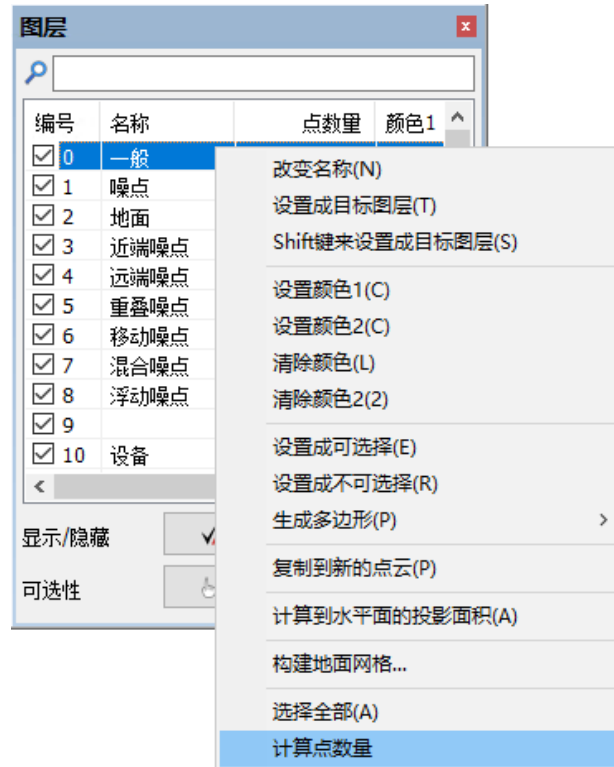 图层
编号 名称 点数量 颜色1
0 一般
1 噪点
2 地面
3 近端噪点
4 远端噪点
5 重叠噪点
6 移动噪点
7 混合噪点
8 浮动噪点
9
10 设备
显示/隐藏
可选性
改变名称(N)
设置成目标图层(T)
Shift键来设置成目标图层(S)
设置颜色1(C)
设置颜色2(C)
清除颜色(L)
清除颜色2(2)
设置成可选择(E)
设置成不可选择(R)
生成多边形(P)
复制到新的点云(P)
计算到水平面的投影面积(A)
构建地面网格...
选择全部(A)
计算点数量